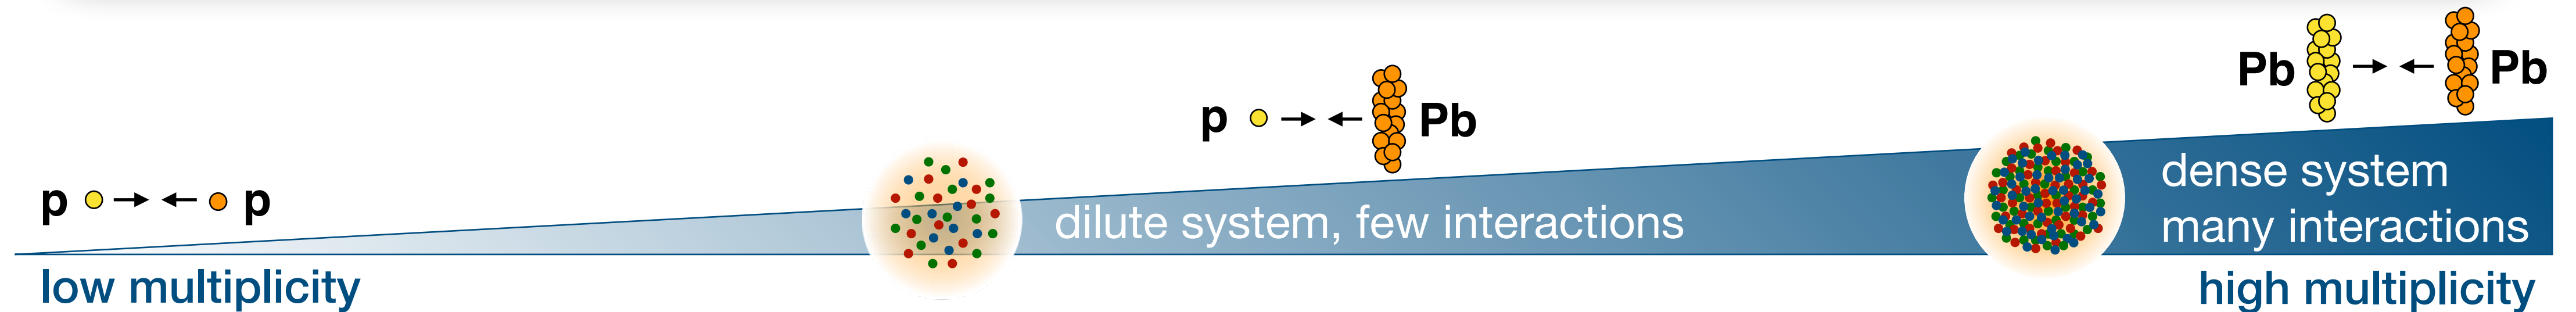 p p
low multiplicity
p Pb
dilute system, few interactions
Pb Pb
dense system
many interactions
high multiplicity